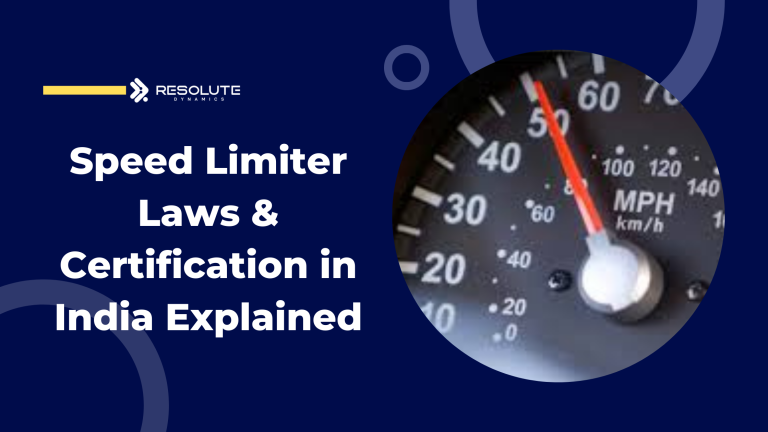 RESOLUTE
DYNAMICS
Speed Limiter
Laws &
Certification in
India Explained
60
50
40
30
20
10
MPH
km/h
100
120
140
60
40
20
0